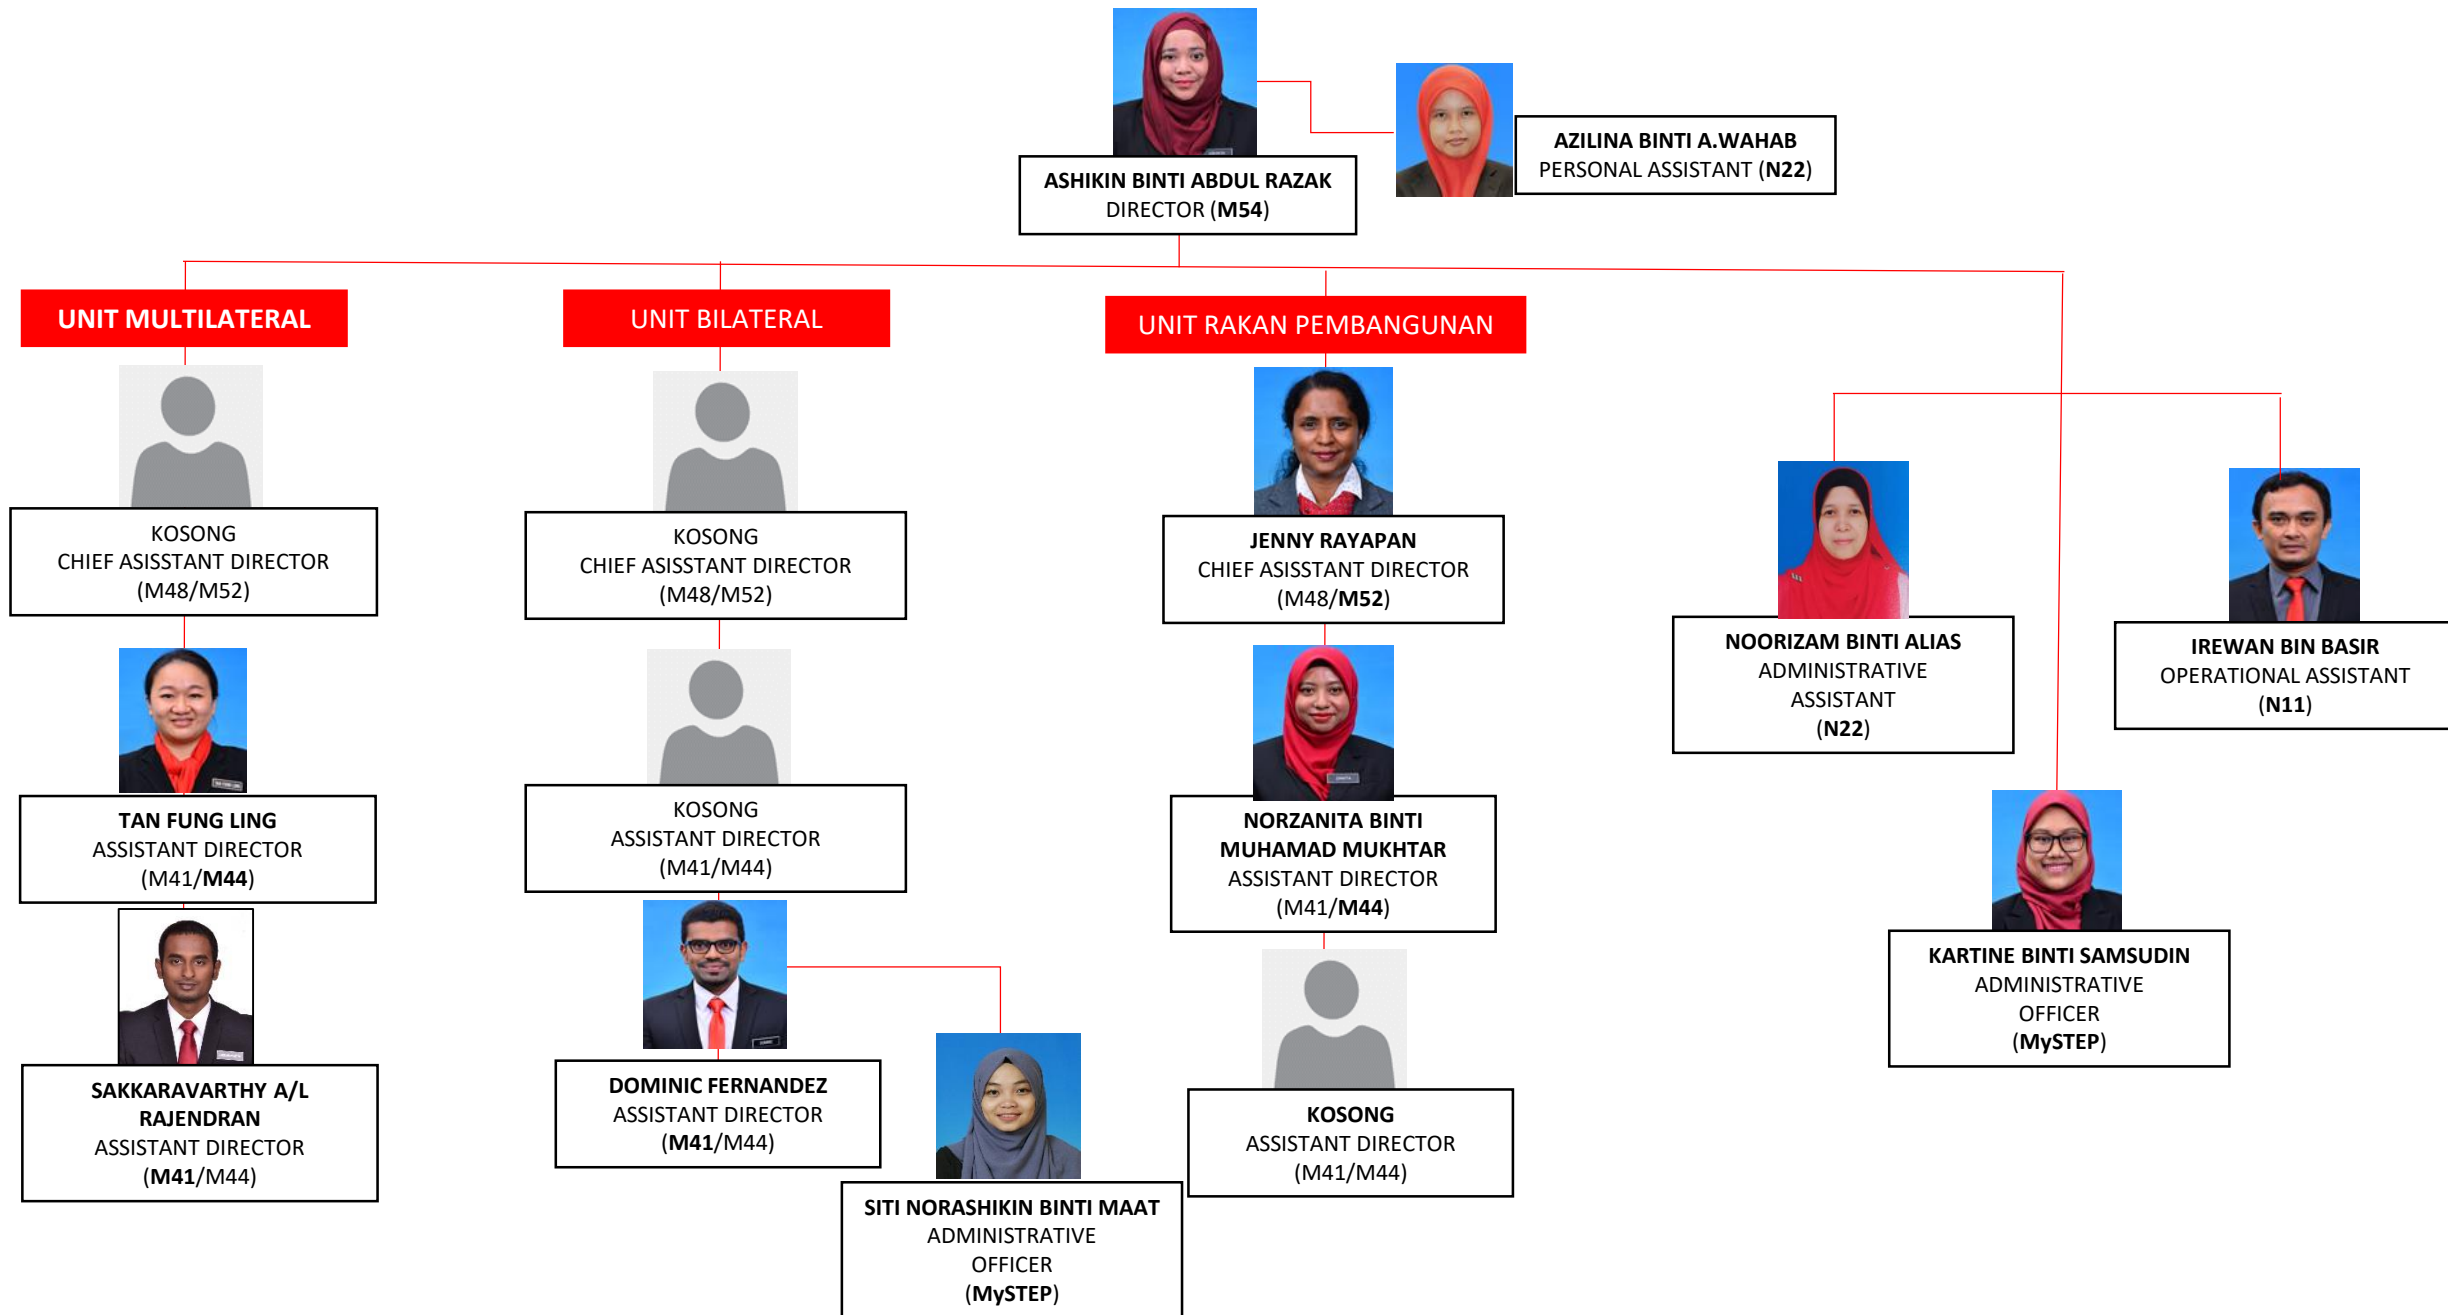 ASHIKIN BINTI ABDUL RAZAK
DIRECTOR (M54)
AZILINA BINTI A.WAHAB
PERSONAL ASSISTANT (N22)
UNIT MULTILATERAL
KOSONG
CHIEF ASISSTANT DIRECTOR
(M48/M52)
TAN FUNG LING
ASSISTANT DIRECTOR
(M41/M44)
SAKKARAVARTHY A/L
RAJENDRAN
ASSISTANT DIRECTOR
(M41/M44)
UNIT BILATERAL
KOSONG
CHIEF ASISSTANT DIRECTOR
(M48/M52)
KOSONG
ASSISTANT DIRECTOR
(M41/M44)
DOMINIC FERNANDEZ
ASSISTANT DIRECTOR
(M41/M44)
SITI NORASHIKIN BINTI MAAT
ADMINISTRATIVE
OFFICER
(MySTEP)
UNIT RAKAN PEMBANGUNAN
JENNY RAYAPAN
CHIEF ASISSTANT DIRECTOR
(M48/M52)
NORZANITA BINTI
MUHAMAD MUKHTAR
ASSISTANT DIRECTOR
(M41/M44)
KOSONG
ASSISTANT DIRECTOR
(M41/M44)
NOORIZAM BINTI ALIAS
ADMINISTRATIVE
ASSISTANT
(N22)
IREWAN BIN BASIR
OPERATIONAL ASSISTANT
(N11)
KARTINE BINTI SAMSUDIN
ADMINISTRATIVE
OFFICER
(MySTEP)